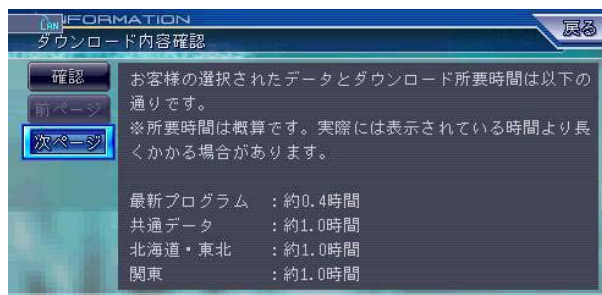 LAN INFORMATION
戻る
ダウンロード内容確認
確認
前ページ
次ページ
お客様の選択されたデータとダウンロード所要時間は以下の
通りです。
※所要時間は概算です。実際には表示されている時間より長
くかかる場合があります。
最新プログラム :約0.4時間
共通データ :約1.0時間
北海道・東北 :約1.0時間
関東 :約1.0時間